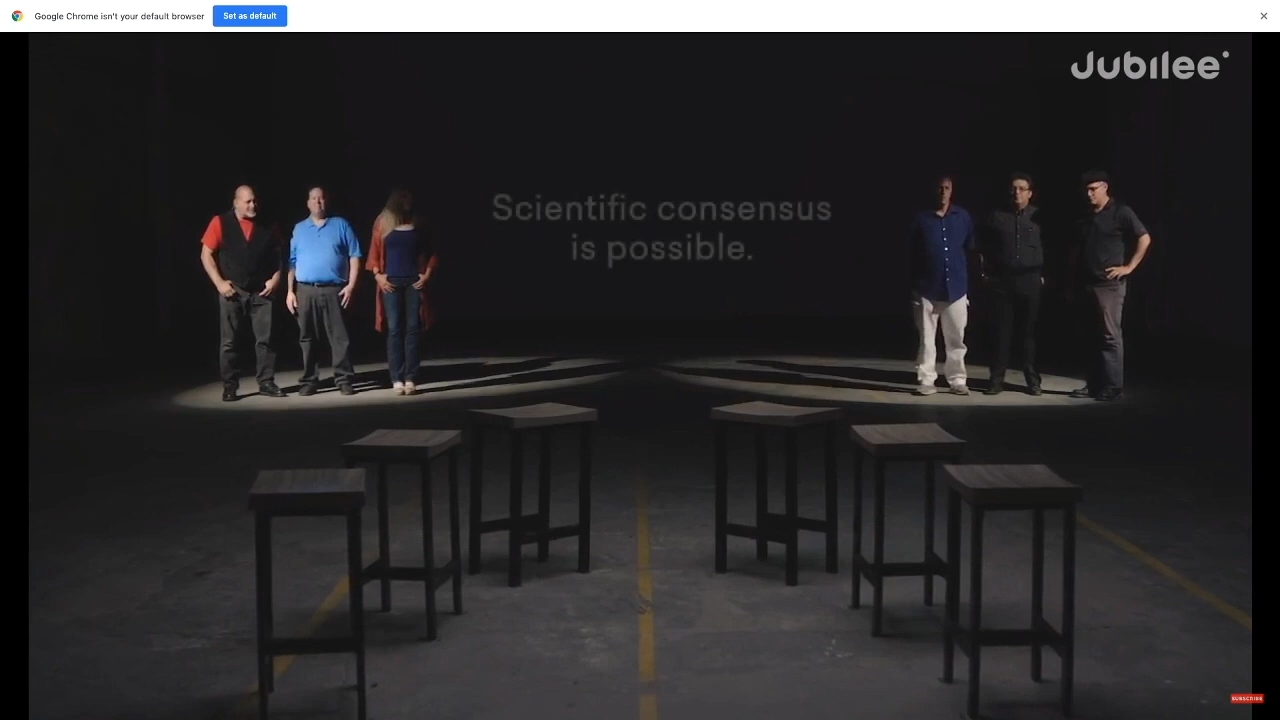 Google Chrome isn't your default browser
Set as default
Jubilee
Scientific consensus
is possible.
SUBSCRIBE